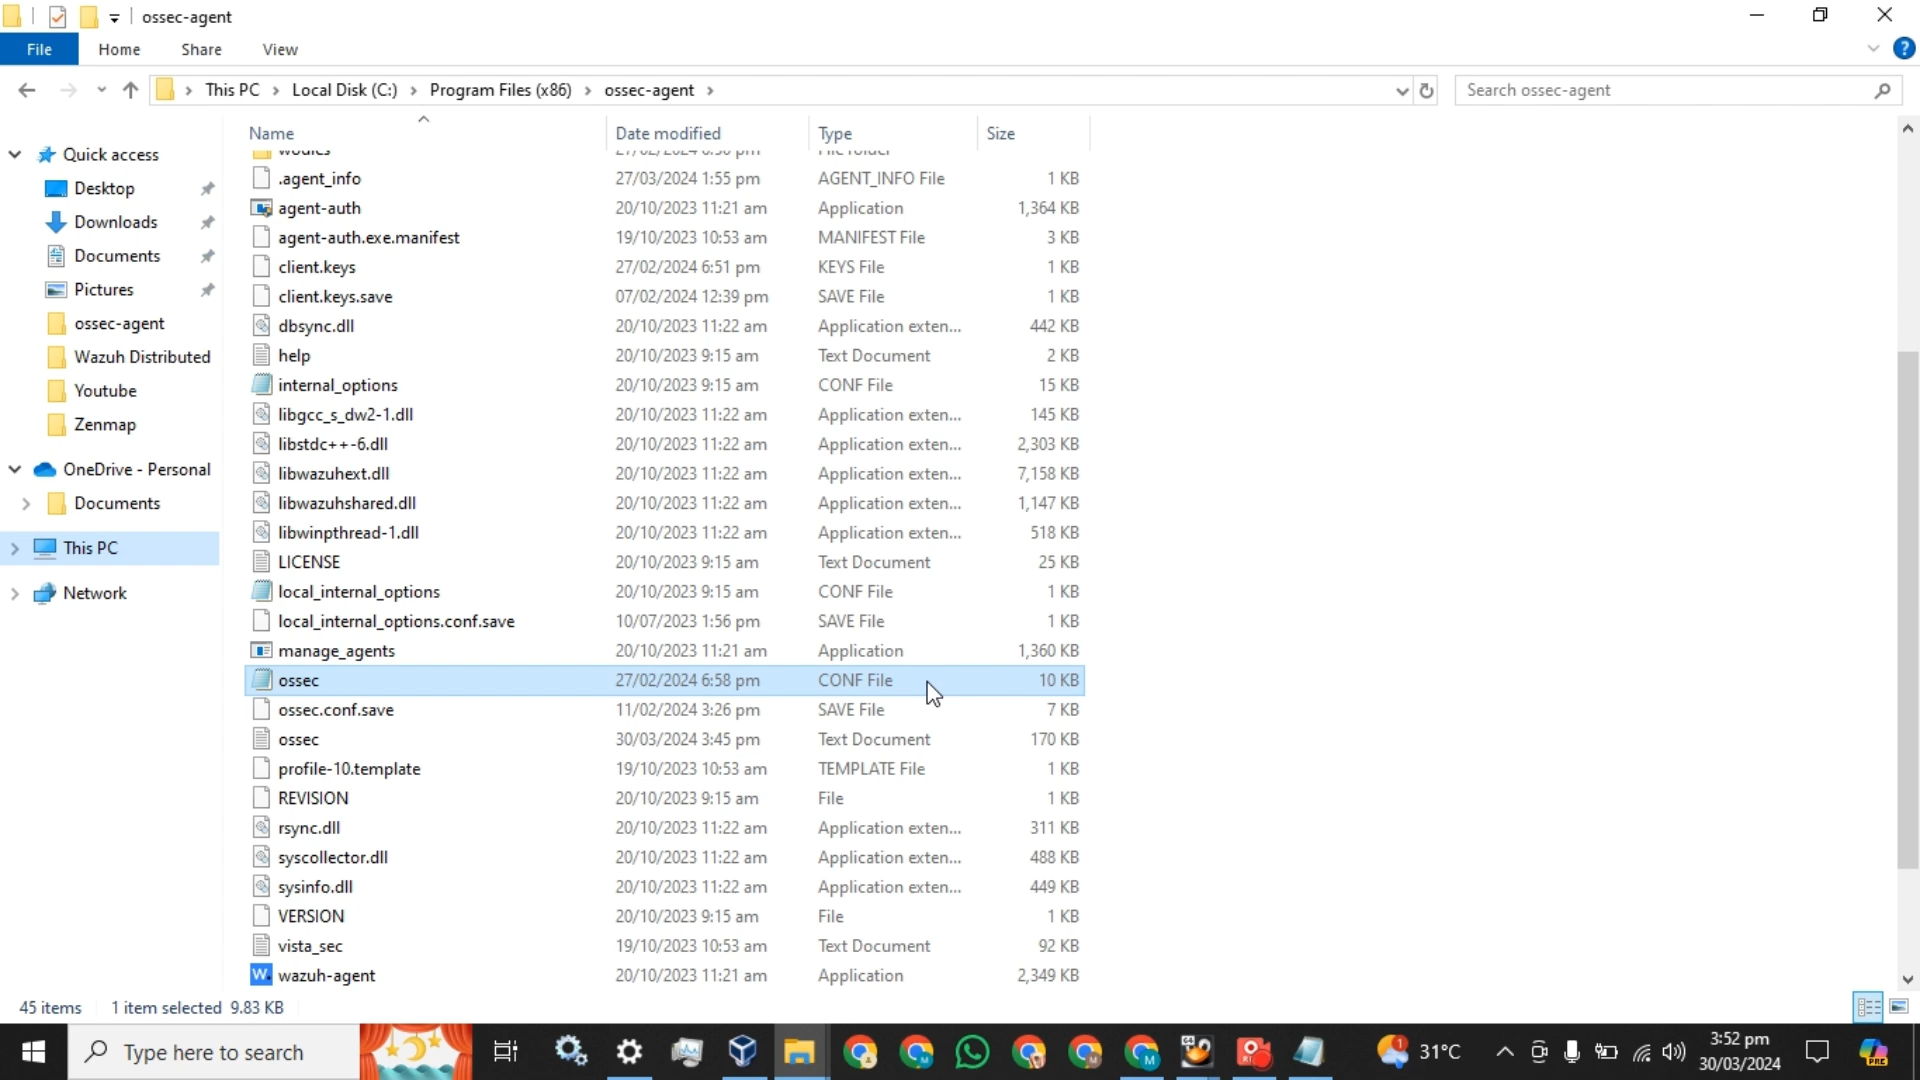 ossec-agent
File Home Share View
This PC Local Disk (C:) Program Files (x86) ossec-agent
Search ossec-agent
Name Date modified Type Size
Quick access
Desktop
Downloads
Documents
Pictures
ossec-agent
Wazuh Distributed
Youtube
Zenmap
OneDrive - Personal
Documents
This PC
Network
.agent_info 27/03/2024 1:55 pm AGENT_INFO File 1 KB
agent-auth 20/10/2023 11:21 am Application 1,364 KB
agent-auth.exe.manifest 19/10/2023 10:53 am MANIFEST File 3 KB
client.keys 27/02/2024 6:51 pm KEYS File 1 KB
client.keys.save 07/02/2024 12:39 pm SAVE File 1 KB
dbsync.dll 20/10/2023 11:22 am Application exten... 442 KB
help 20/10/2023 9:15 am Text Document 2 KB
internal_options 20/10/2023 9:15 am CONF File 15 KB
libgcc_s_dw2-1.dll 20/10/2023 11:22 am Application exten... 145 KB
libstdc++-6.dll 20/10/2023 11:22 am Application exten... 2,303 KB
libwazuhext.dll 20/10/2023 11:22 am Application exten... 7,158 KB
libwazuhshared.dll 20/10/2023 11:22 am Application exten... 1,147 KB
libwinpthread-1.dll 20/10/2023 11:22 am Application exten... 518 KB
LICENSE 20/10/2023 9:15 am Text Document 25 KB
local_internal_options 20/10/2023 9:15 am CONF File 1 KB
local_internal_options.conf.save 10/07/2023 1:56 pm SAVE File 1 KB
manage_agents 20/10/2023 11:21 am Application 1,360 KB
ossec 27/02/2024 6:58 pm CONF File 10 KB
ossec.conf.save 11/02/2024 3:26 pm SAVE File 7 KB
ossec 30/03/2024 3:45 pm Text Document 170 KB
profile-10.template 19/10/2023 10:53 am TEMPLATE File 1 KB
REVISION 20/10/2023 9:15 am File 1 KB
rsync.dll 20/10/2023 11:22 am Application exten... 311 KB
syscollector.dll 20/10/2023 11:22 am Application exten... 488 KB
sysinfo.dll 20/10/2023 11:22 am Application exten... 449 KB
VERSION 20/10/2023 9:15 am File 1 KB
vista_sec 19/10/2023 10:53 am Text Document 92 KB
wazuh-agent 20/10/2023 11:21 am Application 2,349 KB
45 items 1 item selected 9.83 KB
Type here to search
31°C
3:52 pm
30/03/2024